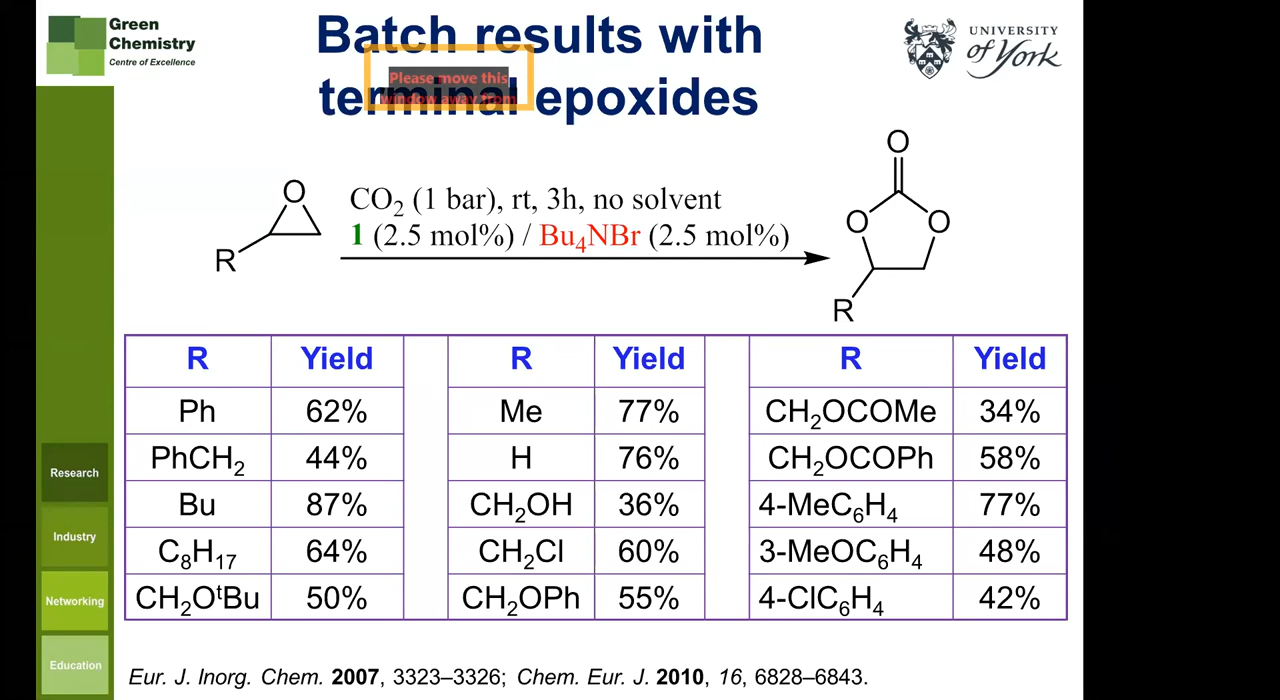 Green
Chemistry
Centre of Excellence
Batch results with
terminal epoxides
Please move this
window away from
UNIVERSITY
of York
O
R
CO₂ (1 bar), rt, 3h, no solvent
1 (2.5 mol%) / Bu₄NBr (2.5 mol%)
O
O
O
R
R Yield R Yield R Yield
Ph 62% Me 77% CH₂OCOMe 34%
PhCH₂ 44% H 76% CH₂OCOPh 58%
Bu 87% CH₂OH 36% 4-MeC₆H₄ 77%
C₈H₁₇ 64% CH₂Cl 60% 3-MeOC₆H₄ 48%
CH₂OᵗBu 50% CH₂OPh 55% 4-ClC₆H₄ 42%
Research
Industry
Networking
Education
Eur. J. Inorg. Chem. 2007, 3323–3326; Chem. Eur. J. 2010, 16, 6828–6843.